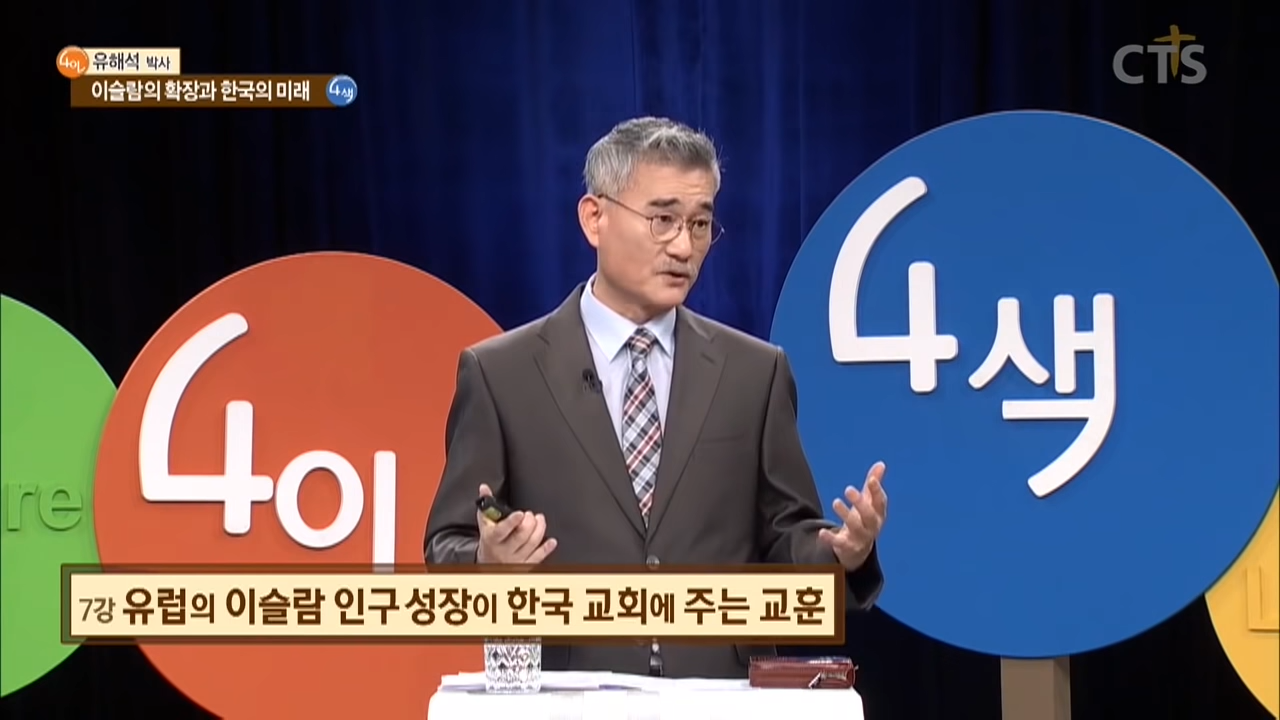 4인 유해석 박사
이슬람의 확장과 한국의 미래 4색
CTS
4인
4색
re
7강 유럽의 이슬람 인구 성장이 한국 교회에 주는 교훈